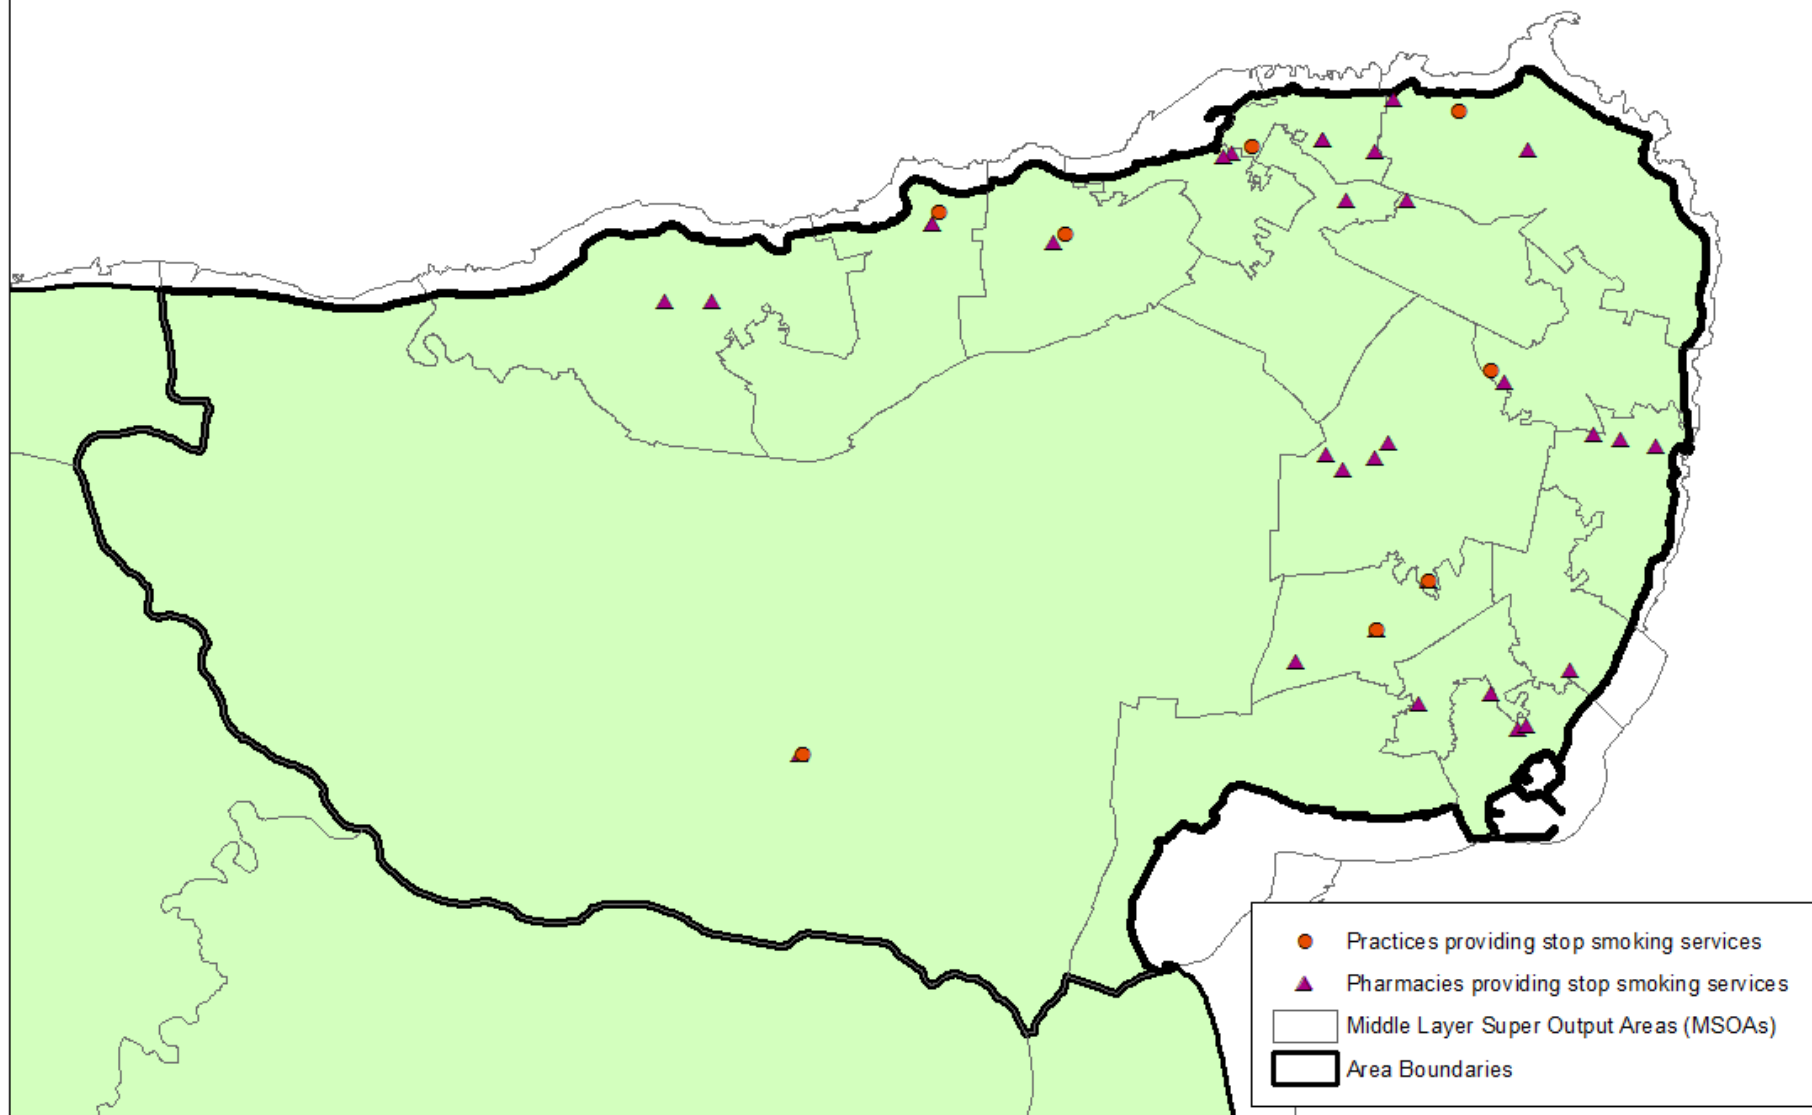 Practices providing stop smoking services
Pharmacies providing stop smoking services
Middle Layer Super Output Areas (MSOAs)
Area Boundaries